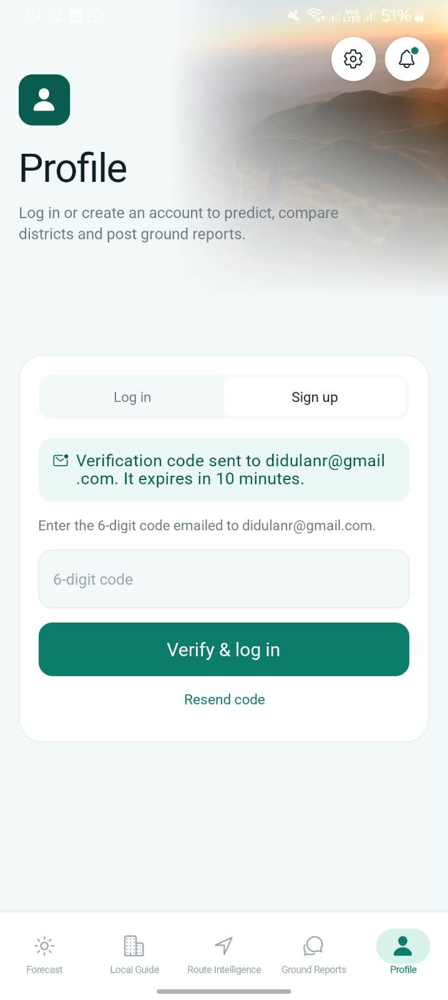 19:12
Vo))
LTE2
51%
Profile
Log in or create an account to predict, compare
districts and post ground reports.
Log in
Sign up
Verification code sent to didulanr@gmail
.com. It expires in 10 minutes.
Enter the 6-digit code emailed to didulanr@gmail.com.
6-digit code
Verify & log in
Resend code
Forecast
Local Guide
Route Intelligence
Ground Reports
Profile